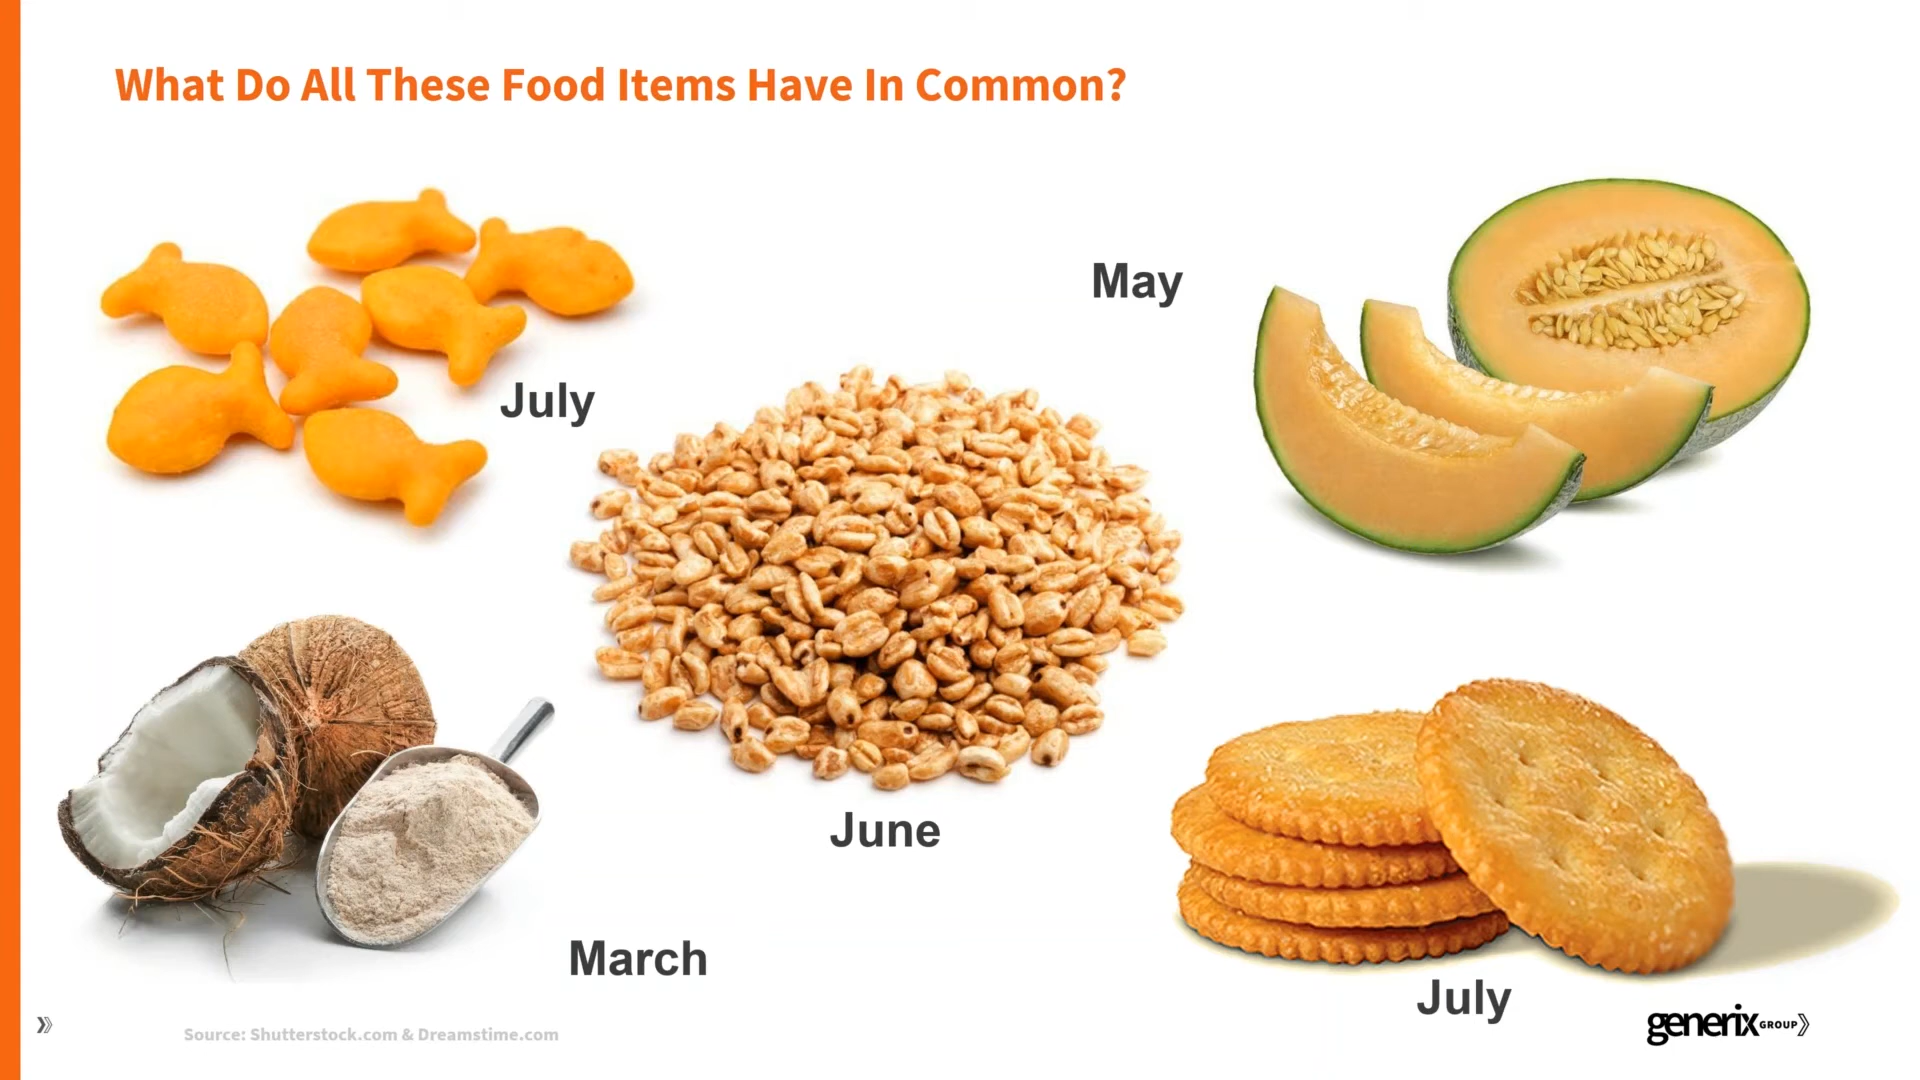 What Do All These Food Items Have In Common?
May
July
June
March
July
Source: Shutterstock.com & Dreamstime.com
generix GROUP